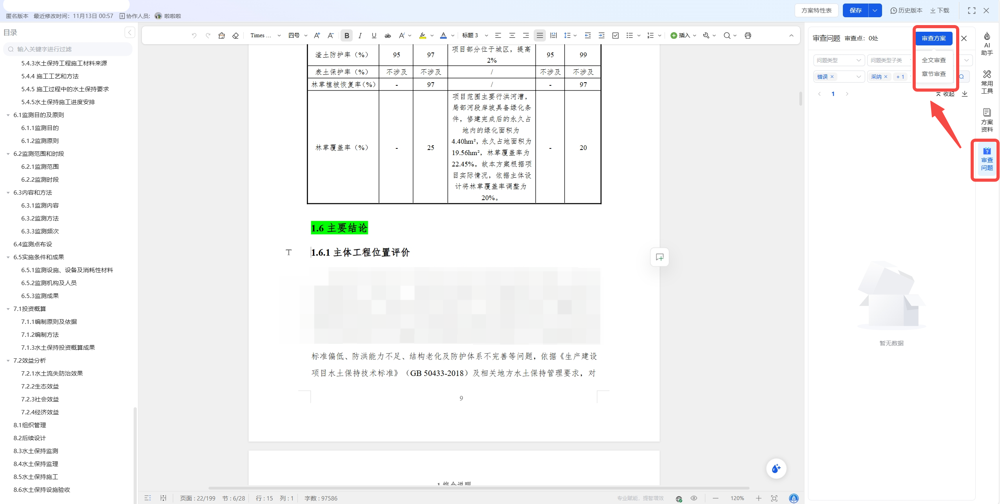 匿名版本 最近修改时间：11月13日 00:57 协作人员： 啦啦啦
方案特性表 保存 历史版本 下载
目录
输入关键字进行过滤
5.4.3水土保持工程施工材料来源
5.4.4 施工工艺和方法
5.4.5 施工过程中的水土保持要求
5.4.5水土保持施工进度安排
6.1监测目的及原则
6.1.1监测目的
6.1.2监测原则
6.2监测范围和时段
6.2.1监测范围
6.2.2监测时段
6.3内容和方法
6.3.1监测内容
6.3.2监测方法
6.3.3监测频次
6.4监测点布设
6.5实施条件和成果
6.5.1监测设施、设备及消耗性材料
6.5.2监测机构及人员
6.5.3监测成果
7.1投资概算
7.1.1编制原则及依据
7.1.2编制方法
7.1.3水土保持投资概算成果
7.2效益分析
7.2.1水土流失防治效果
7.2.2生态效益
7.2.3社会效益
7.2.4经济效益
8.1组织管理
8.2后续设计
8.3水土保持监测
8.4水土保持监理
8.5水土保持施工
8.6水土保持设施验收
Times ... 四号 A+ A- B I U ab A A 标题 3 插入
渣土防护率（%） 95 97 项目部分位于城区，提高
2% 95 99
表土保护率（%） 不涉及 不涉及 / 不涉及 不涉及
林草植被恢复率（%） - 97 / - 97
林草覆盖率（%） - 25 项目范围主要行洪河漕，
局部河段岸坡具备绿化条
件，修建完成后的永久占
地内的绿化面积为
4.40hm²，永久占地面积为
19.56hm²，林草覆盖率为
22.45%。故本方案根据项
目实际情况，依据主体设
计将林草覆盖率调整为
20%。 - 20
1.6 主要结论
1.6.1 主体工程位置评价
标准偏低、防洪能力不足、结构老化及防护体系不完善等问题，依据《生产建设
项目水土保持技术标准》（GB 50433-2018）及相关地方水土保持管理要求，对
9
1 综合说明
页面 : 22/199 节 : 6/28 行 : 15 列 : 1 字数 : 97586
专业赋能，提智增效 120%
审查问题 审查点：0处 审查方案
全文审查
章节审查
问题类型 问题类型子类
错误 × 采纳 × + 1
1 收起
暂无数据
AI
助手
常用
工具
方案
资料
审查
问题